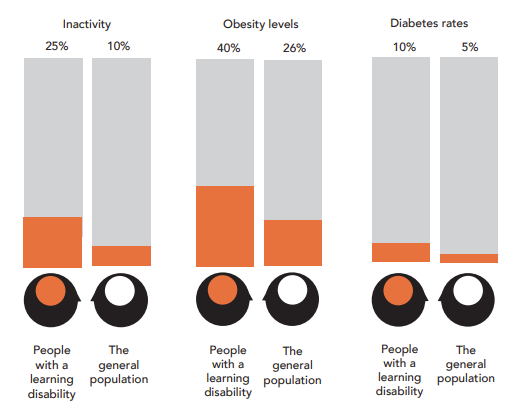 Inactivity
25% 10%
People
with a
learning
disability
The
general
population
Obesity levels
40% 26%
People
with a
learning
disability
The
general
population
Diabetes rates
10% 5%
People
with a
learning
disability
The
general
population